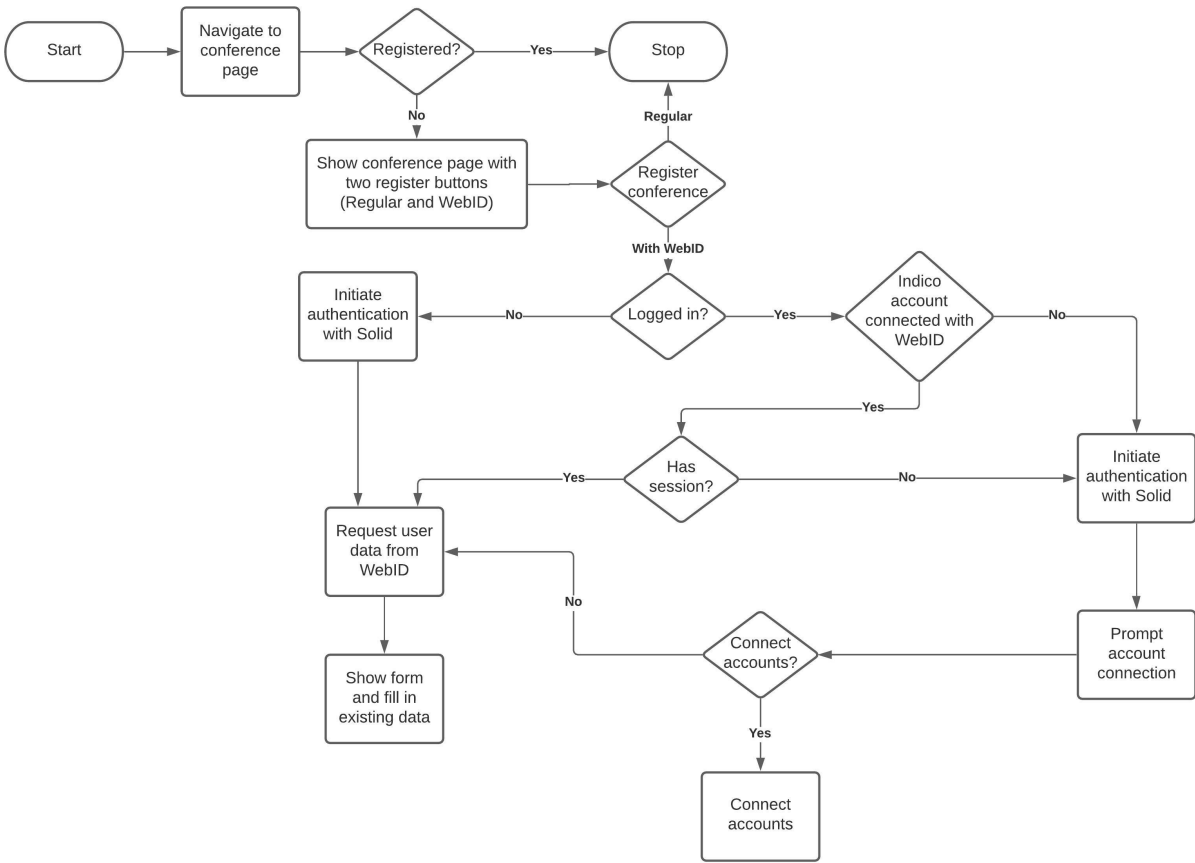 Start
Navigate to
conference
page
Registered?
Yes
Stop
No
Regular
Show conference page with
two register buttons
(Regular and WebID)
Register
conference
With WebID
Initiate
authentication
with Solid
No
Logged in?
Yes
Indico
account
connected with
WebID
No
Yes
Has
session?
Yes
No
Initiate
authentication
with Solid
Request user
data from
WebID
No
Connect
accounts?
Prompt
account
connection
Show form
and fill in
existing data
Yes
Connect
accounts